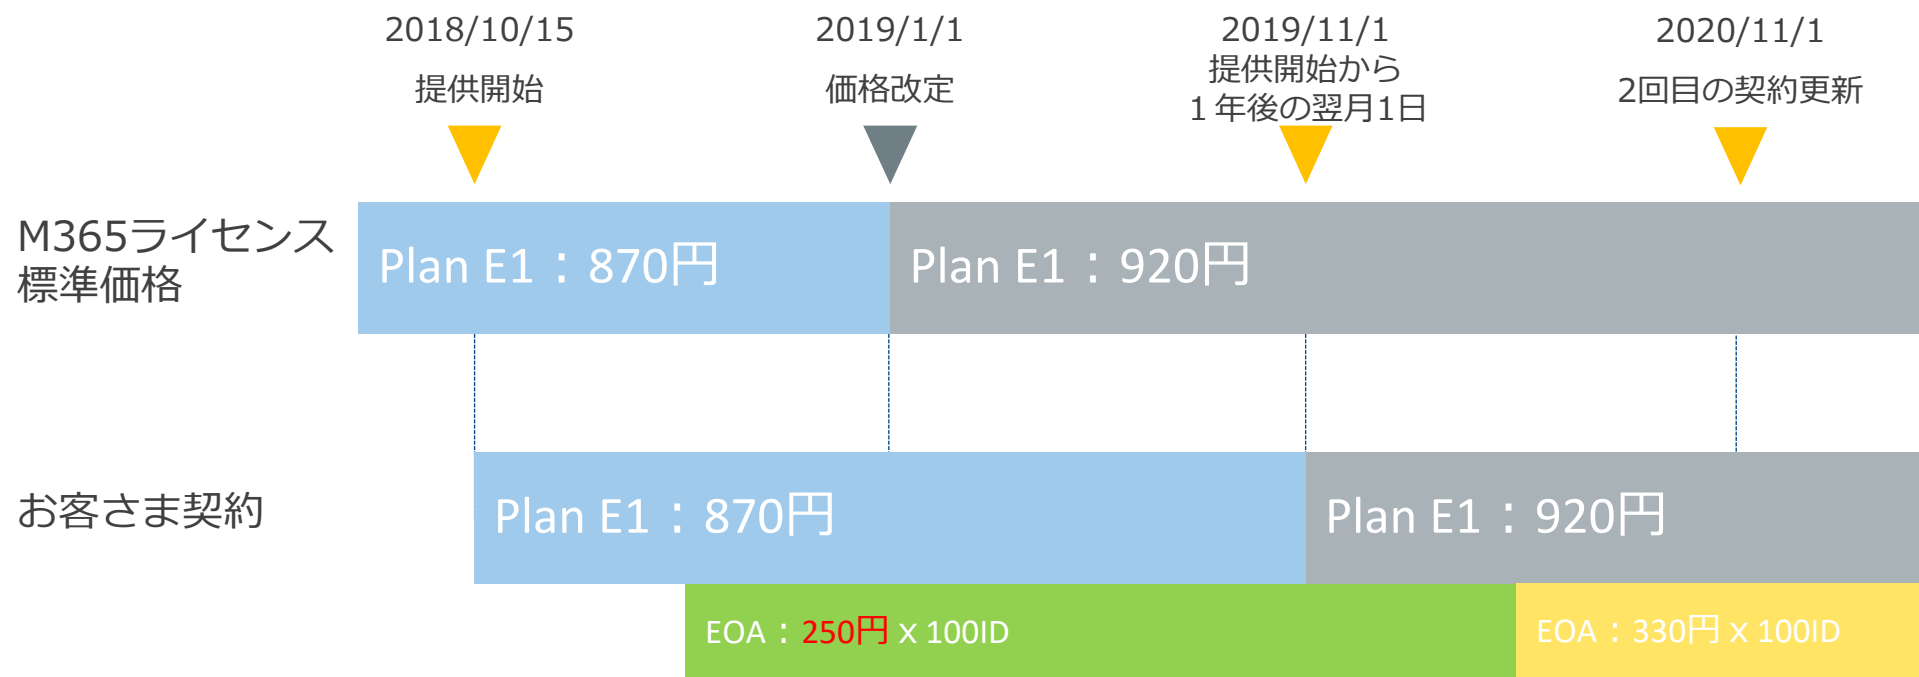 2018/10/15
提供開始
2019/1/1
価格改定
2019/11/1
提供開始から
１年後の翌月1日
2020/11/1
2回目の契約更新
M365ライセンス
標準価格
Plan E1：870円
Plan E1：920円
お客さま契約
Plan E1：870円
Plan E1：920円
EOA：250円 x 100ID
EOA：330円 x 100ID